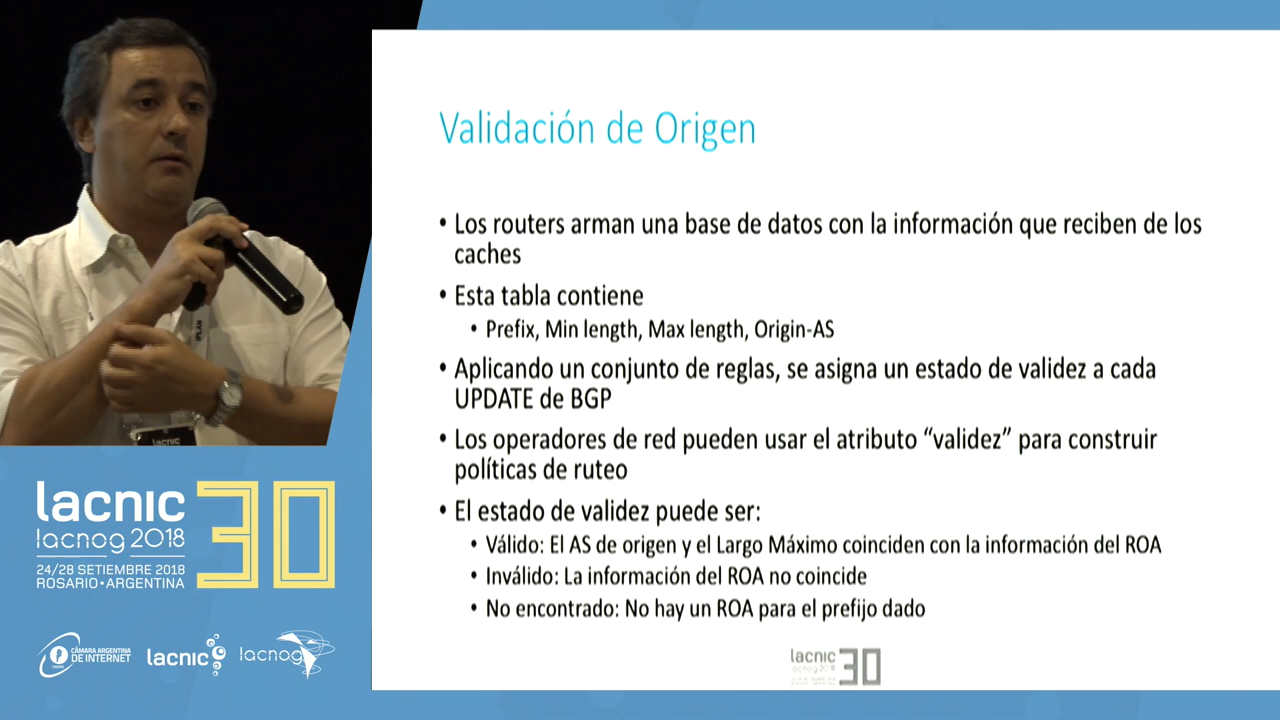 Validación de Origen
• Los routers arman una base de datos con la información que reciben de los
caches
• Esta tabla contiene
• Prefix, Min length, Max length, Origin-AS
• Aplicando un conjunto de reglas, se asigna un estado de validez a cada
UPDATE de BGP
• Los operadores de red pueden usar el atributo “validez” para construir
políticas de ruteo
• El estado de validez puede ser:
• Válido: El AS de origen y el Largo Máximo coinciden con la información del ROA
• Inválido: La información del ROA no coincide
• No encontrado: No hay un ROA para el prefijo dado
lacnic 30
lacnog 2018
IPLAN
lacnic
lacnic 30
lacnog 2018
24/28 SETIEMBRE 2018
ROSARIO•ARGENTINA
CÁMARA ARGENTINA
DE INTERNET
lacnic
lacnog